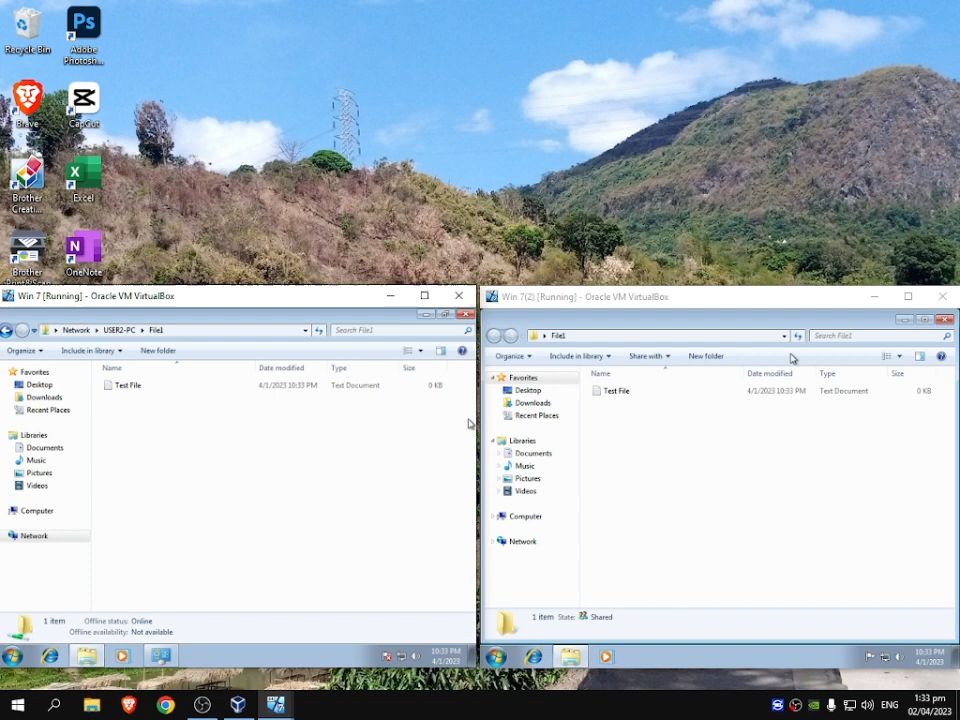 Recycle Bin
Adobe Photosh...
Brave
CapCut
Brother Creati...
Excel
Brother Print&Scan
OneNote
Win 7 [Running] - Oracle VM VirtualBox
Network ▸ USER2-PC ▸ File1
Search File1
Organize
Include in library
New folder
Name
Date modified
Type
Size
Test File
4/1/2023 10:33 PM
Text Document
0 KB
Favorites
Desktop
Downloads
Recent Places
Libraries
Documents
Music
Pictures
Videos
Computer
Network
1 item
Offline status: Online
Offline availability: Not available
10:33 PM
4/1/2023
Win 7(2) [Running] - Oracle VM VirtualBox
File1
Search File1
Organize
Include in library
Share with
New folder
Name
Date modified
Type
Size
Test File
4/1/2023 10:33 PM
Text Document
0 KB
Favorites
Desktop
Downloads
Recent Places
Libraries
Documents
Music
Pictures
Videos
Computer
Network
1 item State: Shared
10:33 PM
4/1/2023
ENG
1:33 pm
02/04/2023